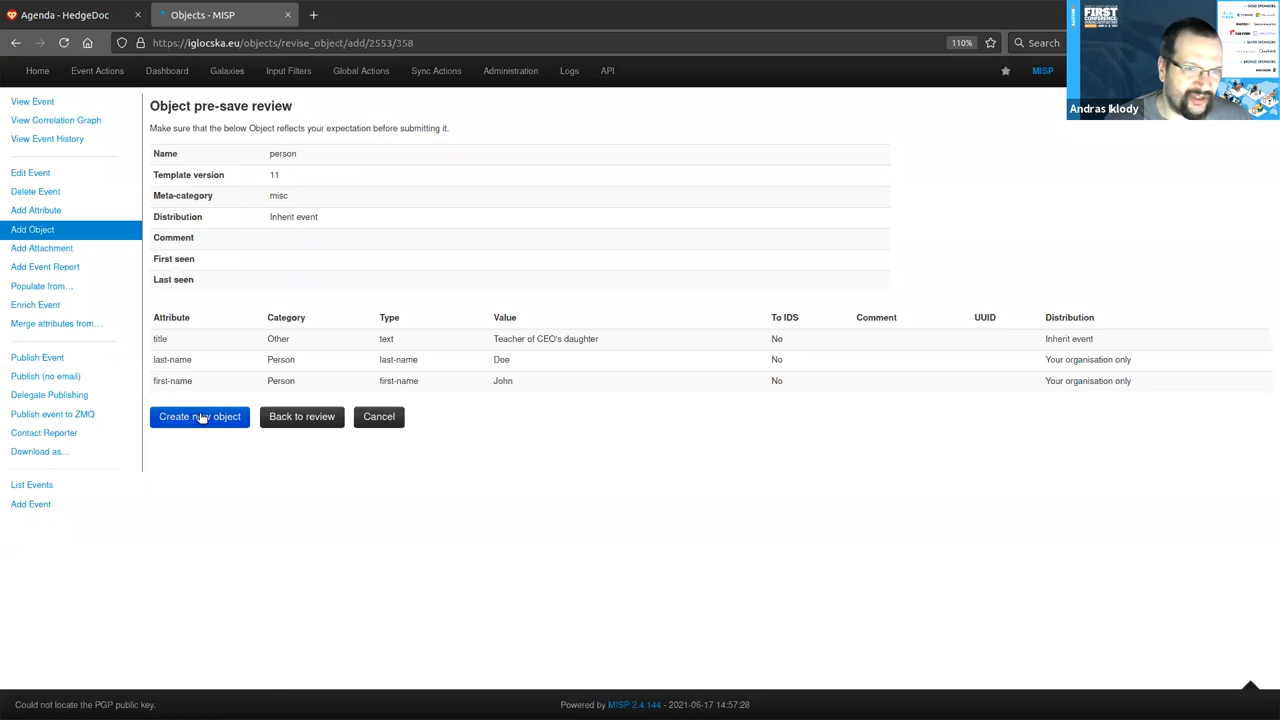 Agenda - HedgeDoc
Objects - MISP
https://iglocska.eu/objects/revise_object/add/2553/358
110%
Search
Home
Event Actions
Dashboard
Galaxies
Input Filters
Global Actions
Sync Actions
Administration
Logs
API
MISP
FIRST
CONFERENCE
Andras Iklody
View Event
View Correlation Graph
View Event History
Edit Event
Delete Event
Add Attribute
Add Object
Add Attachment
Add Event Report
Populate from...
Enrich Event
Merge attributes from...
Publish Event
Publish (no email)
Delegate Publishing
Publish event to ZMQ
Contact Reporter
Download as...
List Events
Add Event
Object pre-save review
Make sure that the below Object reflects your expectation before submitting it.
Name person
Template version 11
Meta-category misc
Distribution Inherit event
Comment
First seen
Last seen
Attribute Category Type Value To IDS Comment UUID Distribution
title Other text Teacher of CEO's daughter No Inherit event
last-name Person last-name Doe No Your organisation only
first-name Person first-name John No Your organisation only
Create new object Back to review Cancel
Could not locate the PGP public key.
Powered by MISP 2.4.144 - 2021-06-17 14:57:28